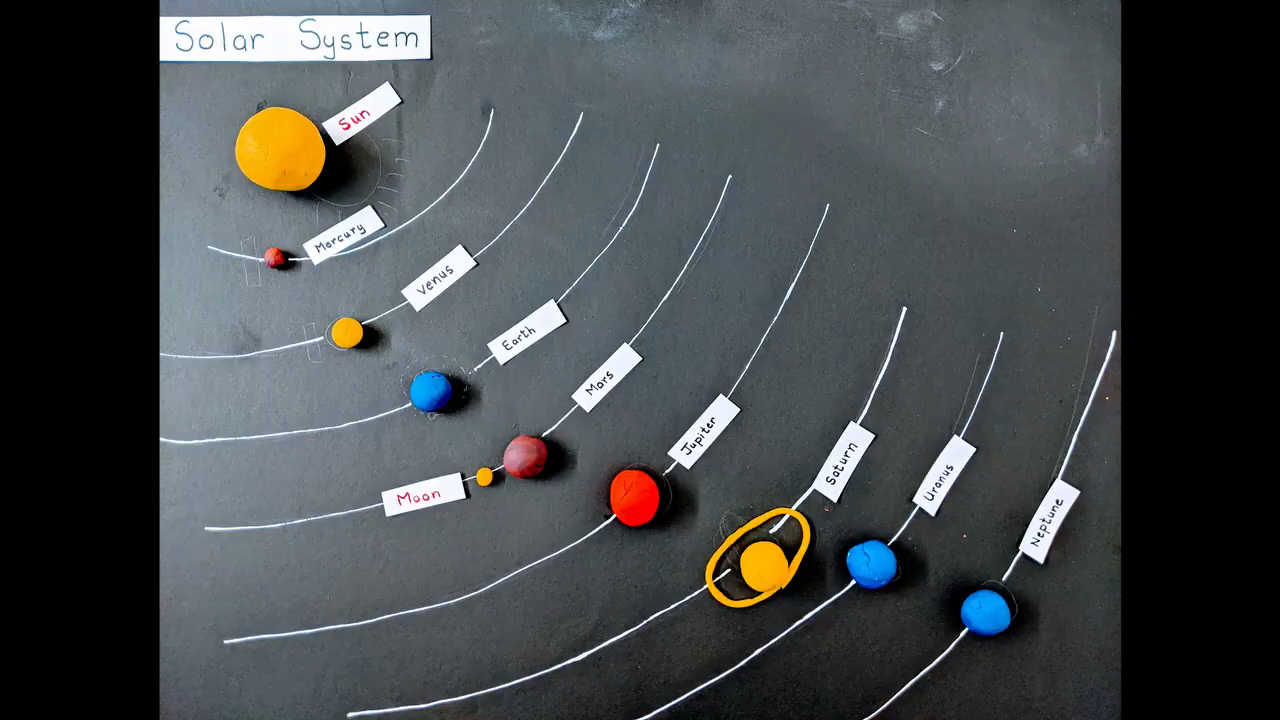 Solar System
Sun
Mercury
Venus
Earth
Mars
Moon
Jupiter
Saturn
Uranus
Neptune